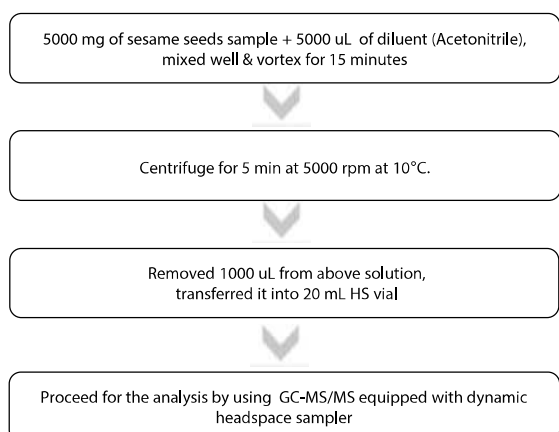 5000 mg of sesame seeds sample + 5000 uL of diluent (Acetonitrile),
mixed well & vortex for 15 minutes
Centrifuge for 5 min at 5000 rpm at 10°C.
Removed 1000 uL from above solution,
transferred it into 20 mL HS vial
Proceed for the analysis by using GC-MS/MS equipped with dynamic
headspace sampler